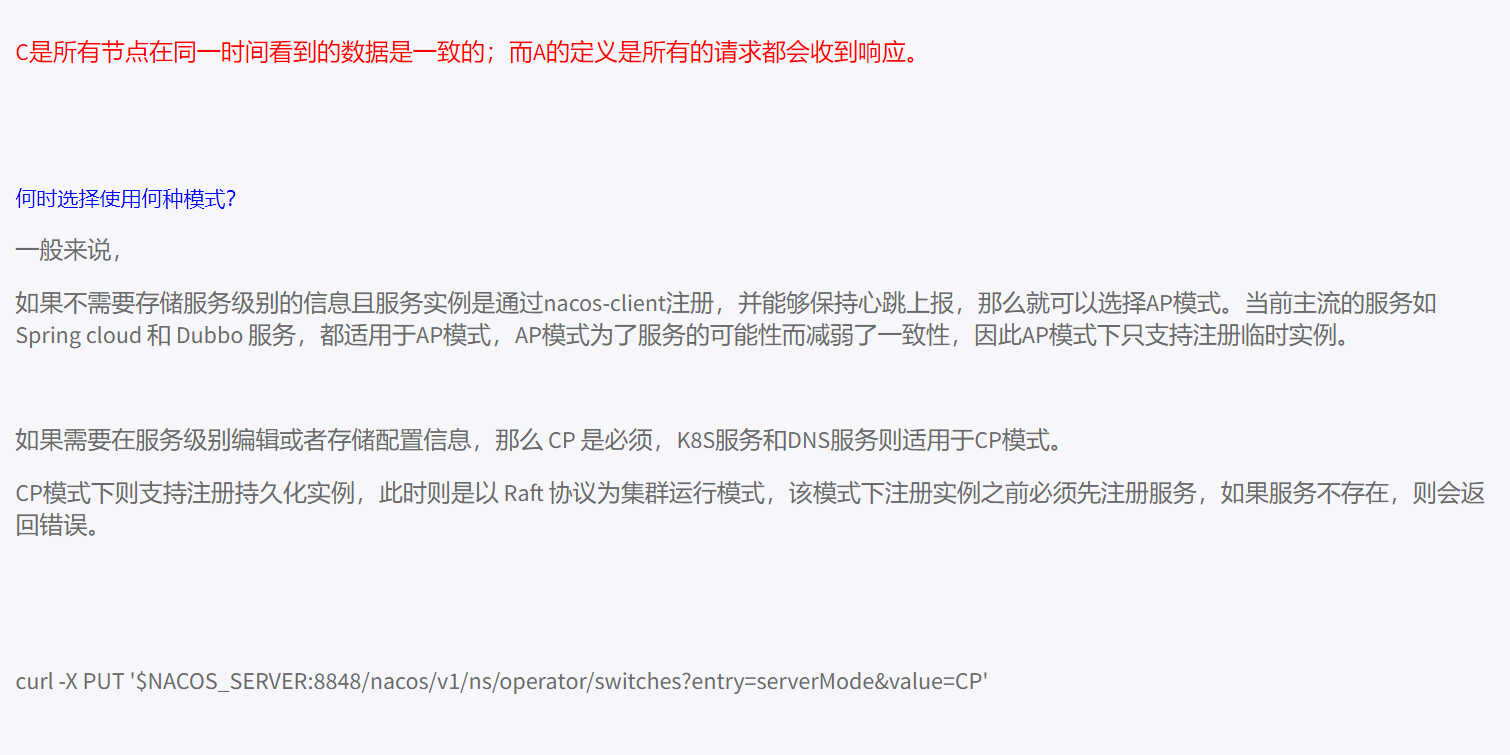 C是所有节点在同一时间看到的数据是一致的；而A的定义是所有的请求都会收到响应。
何时选择使用何种模式？
一般来说，
如果不需要存储服务级别的信息且服务实例是通过nacos-client注册，并能够保持心跳上报，那么就可以选择AP模式。当前主流的服务如
Spring cloud 和 Dubbo 服务，都适用于AP模式，AP模式为了服务的可能性而减弱了一致性，因此AP模式下只支持注册临时实例。
如果需要在服务级别编辑或者存储配置信息，那么 CP 是必须，K8S服务和DNS服务则适用于CP模式。
CP模式下则支持注册持久化实例，此时则是以 Raft 协议为集群运行模式，该模式下注册实例之前必须先注册服务，如果服务不存在，则会返
回错误。
curl -X PUT '$NACOS_SERVER:8848/nacos/v1/ns/operator/switches?entry=serverMode&value=CP'